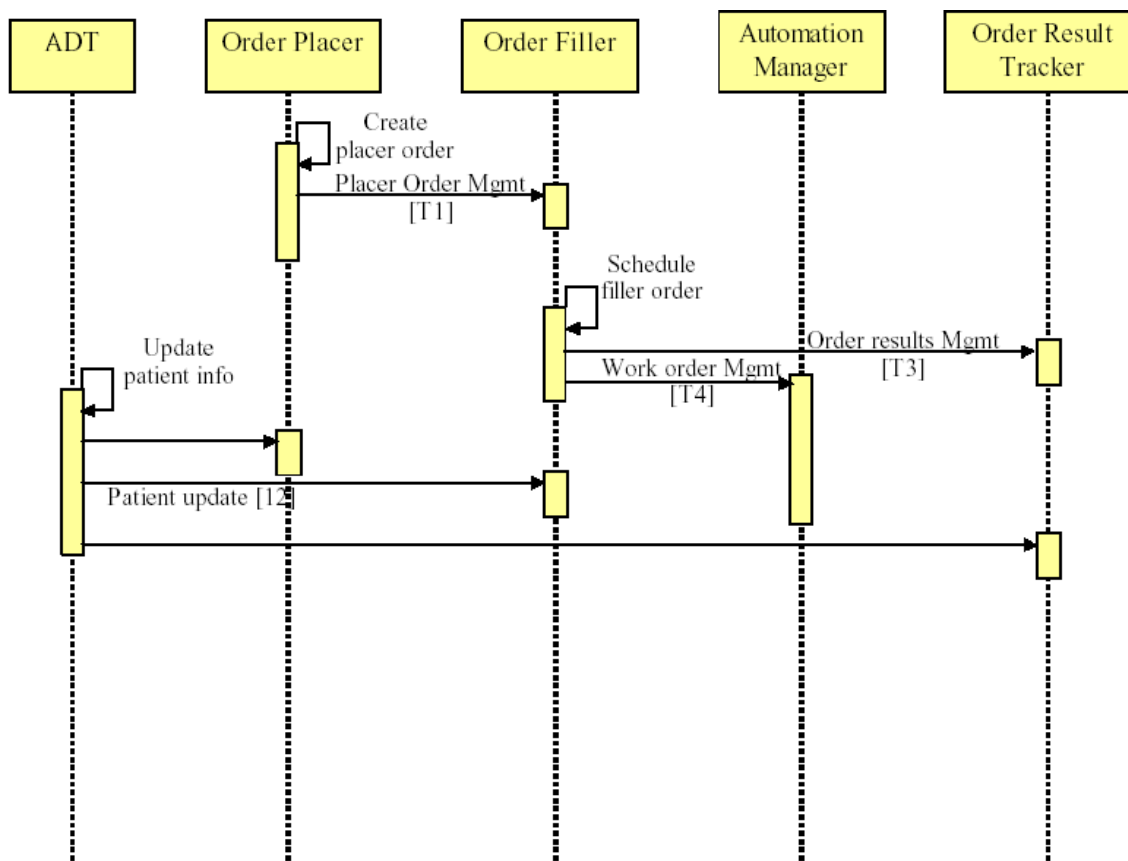 ADT
Order Placer
Order Filler
Automation
Manager
Order Result
Tracker
Create
placer order
Placer Order Mgmt
[T1]
Schedule
filler order
Order results Mgmt
[T3]
Update
patient info
Work order Mgmt
[T4]
Patient update [12]